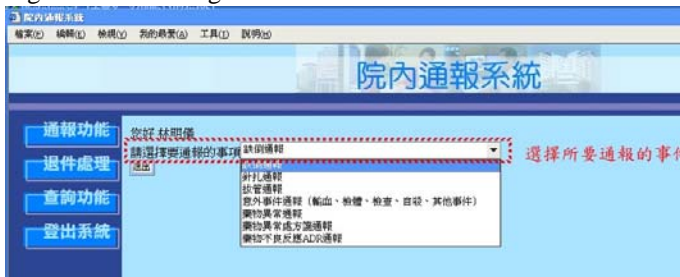 院內通報系統
檔案(F) 編輯(E) 檢視(V) 我的最愛(A) 工具(T) 說明(H)
院內通報系統
通報功能
退件處理
查詢功能
登出系統
您好 林照儀
請選擇要通報的事項
跌倒通報
送出
跌倒通報
針扎通報
拔管通報
意外事件通報（輸血、檢體、檢查、自殺、其他事件）
藥物異常通報
藥物異常處方箋通報
藥物不良反應ADR通報
選擇所要通報的事件